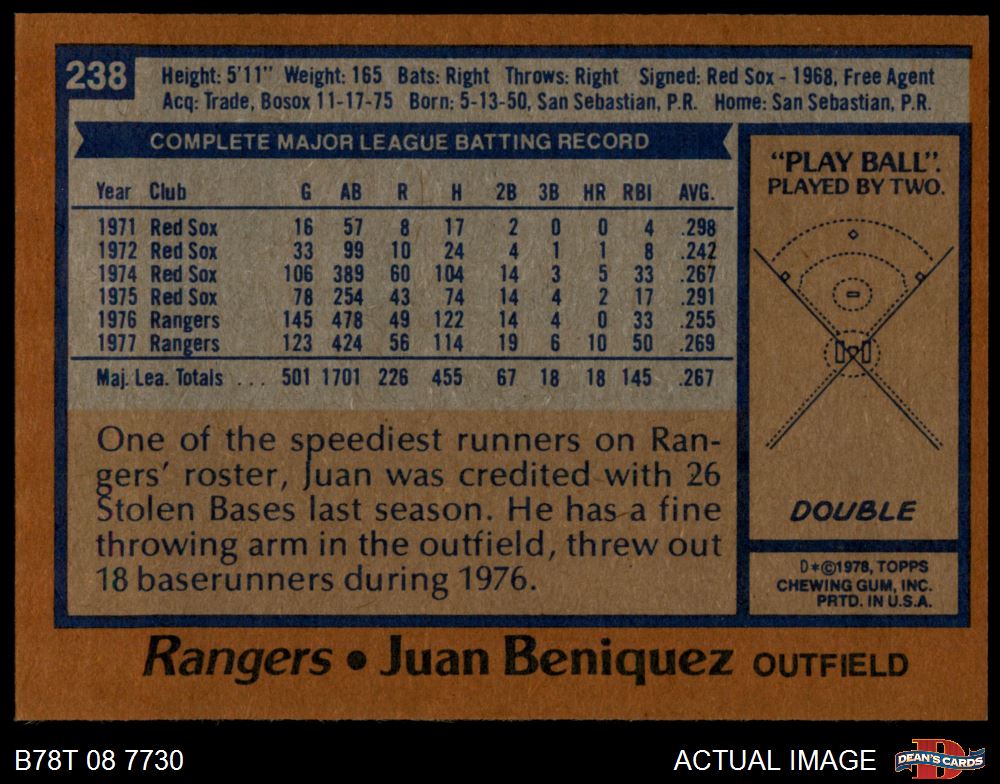 238
Height: 5'11" Weight: 165 Bats: Right Throws: Right Signed: Red Sox - 1968, Free Agent
Acq: Trade, Bosox 11-17-75 Born: 5-13-50, San Sebastian, P.R. Home: San Sebastian, P.R.
COMPLETE MAJOR LEAGUE BATTING RECORD
Year Club G AB R H 2B 3B HR RBI AVG.
1971 Red Sox 16 57 8 17 2 0 0 4 .298
1972 Red Sox 33 99 10 24 4 1 1 8 .242
1974 Red Sox 106 389 60 104 14 3 5 33 .267
1975 Red Sox 78 254 43 74 14 4 2 17 .291
1976 Rangers 145 478 49 122 14 4 0 33 .255
1977 Rangers 123 424 56 114 19 6 10 50 .269
Maj. Lea. Totals ... 501 1701 226 455 67 18 18 145 .267
One of the speediest runners on Ran-
gers' roster, Juan was credited with 26
Stolen Bases last season. He has a fine
throwing arm in the outfield, threw out
18 baserunners during 1976.
"PLAY BALL".
PLAYED BY TWO.
DOUBLE
D*©1978, TOPPS
CHEWING GUM, INC.
PRTD. IN U.S.A.
Rangers • Juan Beniquez OUTFIELD
B78T 08 7730
ACTUAL IMAGE
D
DEAN'S CARDS